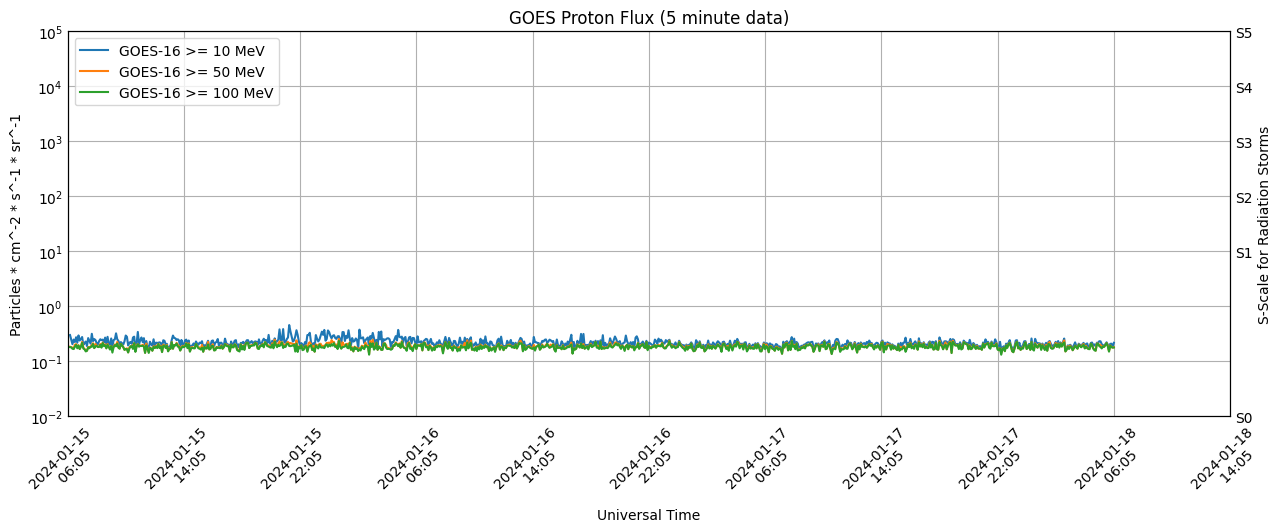 GOES Proton Flux (5 minute data)
GOES-16 >= 10 MeV
GOES-16 >= 50 MeV
GOES-16 >= 100 MeV
Particles * cm^-2 * s^-1 * sr^-1
10^5
10^4
10^3
10^2
10^1
10^0
10^-1
10^-2
S5
S4
S3
S2
S1
S0
S-Scale for Radiation Storms
2024-01-15
06:05
2024-01-15
14:05
2024-01-15
22:05
2024-01-16
06:05
2024-01-16
14:05
2024-01-16
22:05
2024-01-17
06:05
2024-01-17
14:05
2024-01-17
22:05
2024-01-18
06:05
2024-01-18
14:05
Universal Time